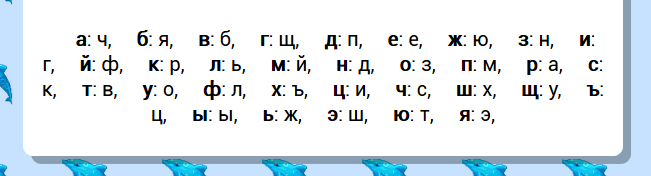 а: ч, б: я, в: б, г: щ, д: п, е: е, ж: ю, з: н, и:
г, й: ф, к: р, л: ь, м: й, н: д, о: з, п: м, р: а, с:
к, т: в, у: о, ф: л, х: ъ, ц: и, ч: с, ш: х, щ: у, ъ:
ц, ы: ы, ь: ж, э: ш, ю: т, я: э,